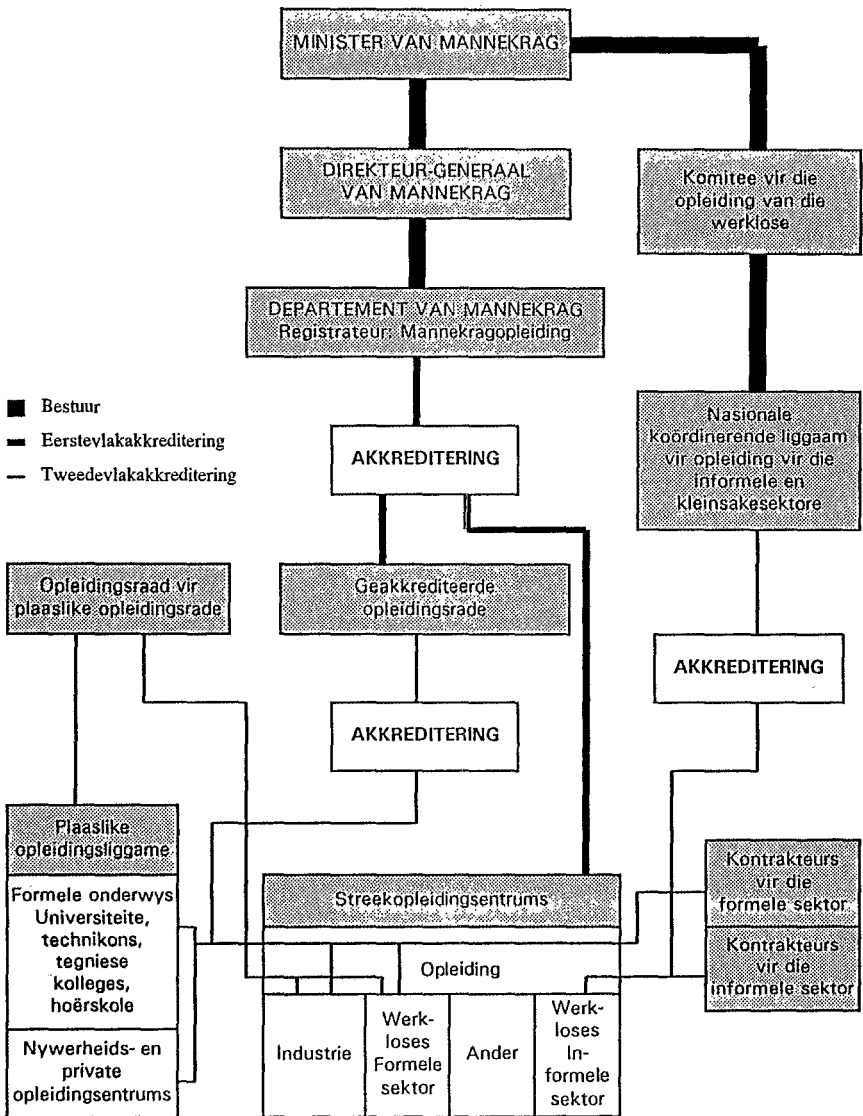 MINISTER VAN MANNEKRAG
DIREKTEUR-GENERAAL
VAN MANNEKRAG
Komitee vir die
opleiding van die
werklose
DEPARTEMENT VAN MANNEKRAG
Registrateur: Mannekragopleiding
Bestuur
Eerstevlakakkreditering
Tweedevlakakkreditering
AKKREDITERING
Nasionale
koördinerende liggaam
vir opleiding vir die
informele en
kleinsakesektore
Opleidingsraad vir
plaaslike opleidingsrade
Geakkrediteerde
opleidingsrade
AKKREDITERING
AKKREDITERING
Plaaslike
opleidingsliggame
Formele onderwys
Universiteite,
technikons,
tegniese
kolleges,
hoërskole
Nywerheids- en
private
opleidingsentrums
Streekopleidingsentrums
Opleiding
Industrie
Werk-
loses
Formele
sektor
Ander
Werk-
loses
In-
formele
sektor
Kontrakteurs
vir die
formele sektor
Kontrakteurs
vir die
informele sektor